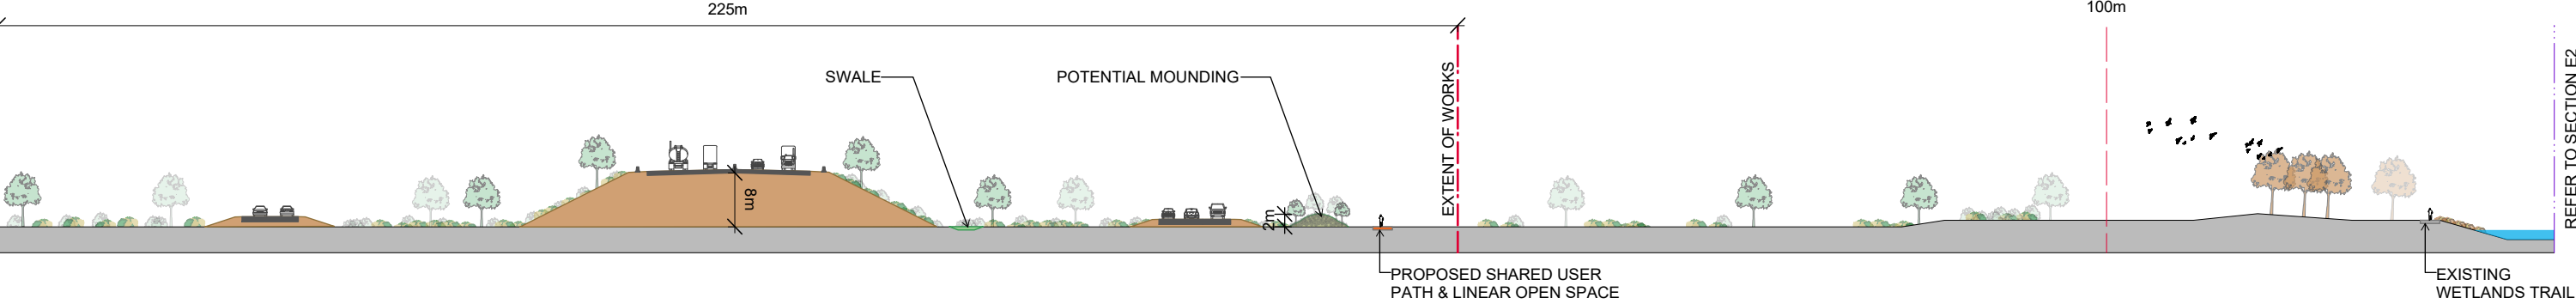 225m
100m
SWALE
POTENTIAL MOUNDING
EXTENT OF WORKS
REFER TO SECTION E2
8m
2m
PROPOSED SHARED USER
PATH & LINEAR OPEN SPACE
EXISTING
WETLANDS TRAIL